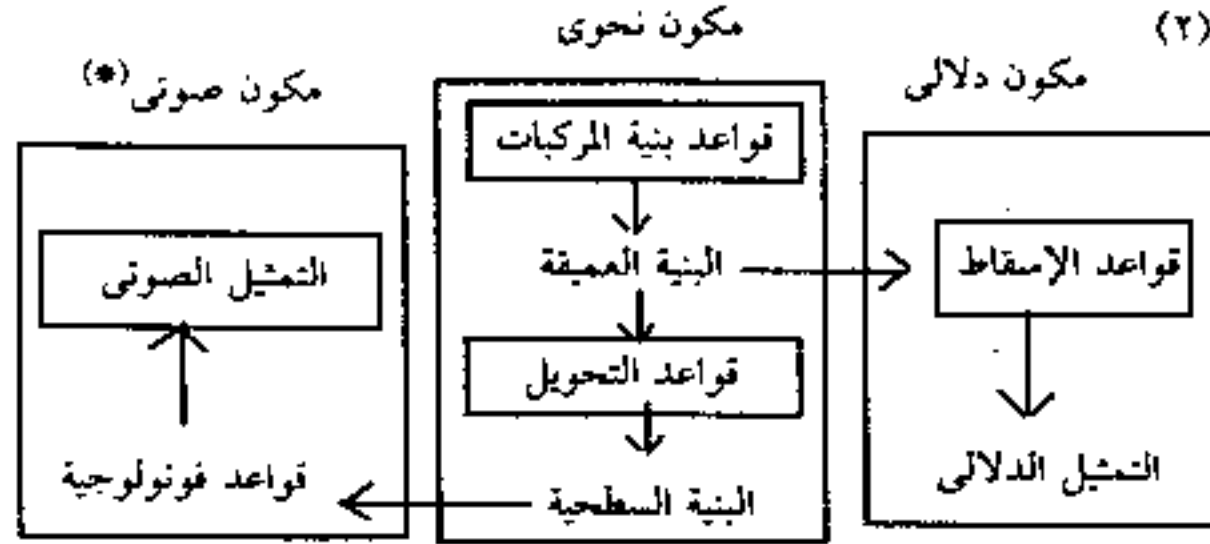 (٢)
مكون دلالى
قواعد الإسقاط
التمثيل الدلالى
مكون نحوى
قواعد بنية المركبات
البنية العميقة
قواعد التحويل
البنية السطحية
مكون صوتى(*)
التمثيل الصوتى
قواعد فونولوجية